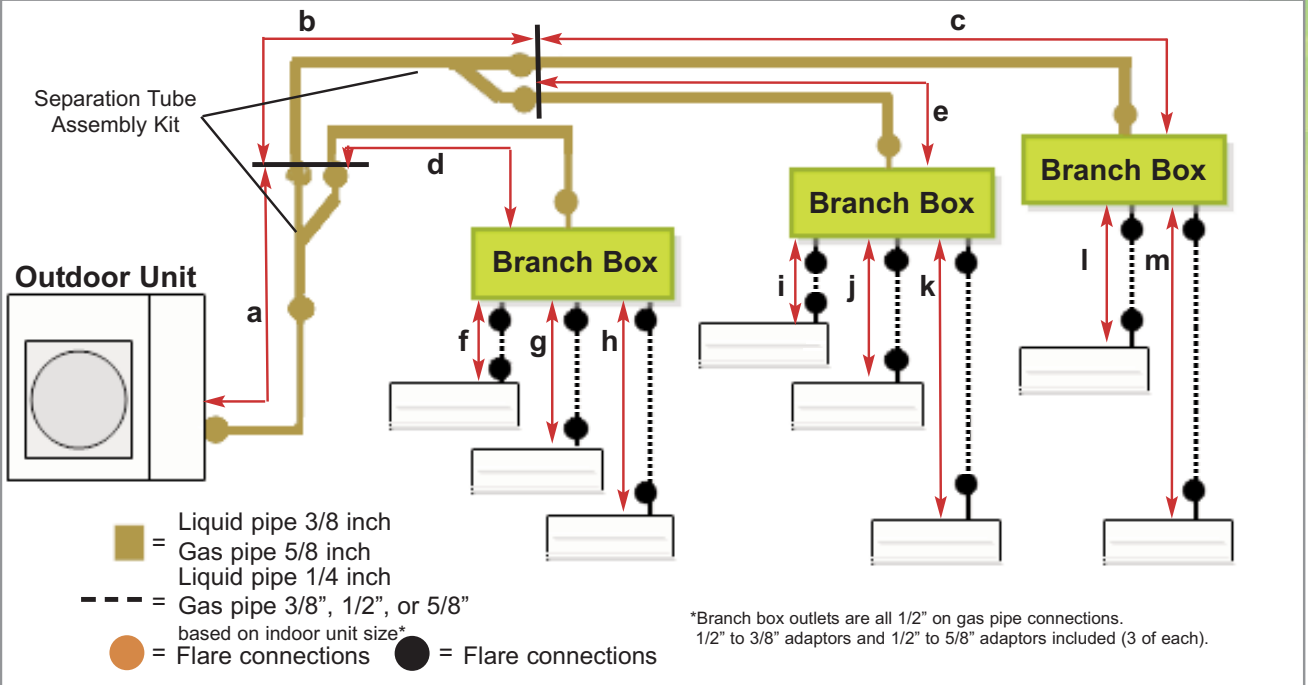 b
c
Separation Tube
Assembly Kit
e
d
Branch Box
Branch Box
Branch Box
Outdoor Unit
a
f
g
h
i
j
k
l
m
Liquid pipe 3/8 inch
= Gas pipe 5/8 inch
Liquid pipe 1/4 inch
= Gas pipe 3/8”, 1/2”, or 5/8”
based on indoor unit size*
= Flare connections
= Flare connections
*Branch box outlets are all 1/2” on gas pipe connections.
1/2” to 3/8” adaptors and 1/2” to 5/8” adaptors included (3 of each).